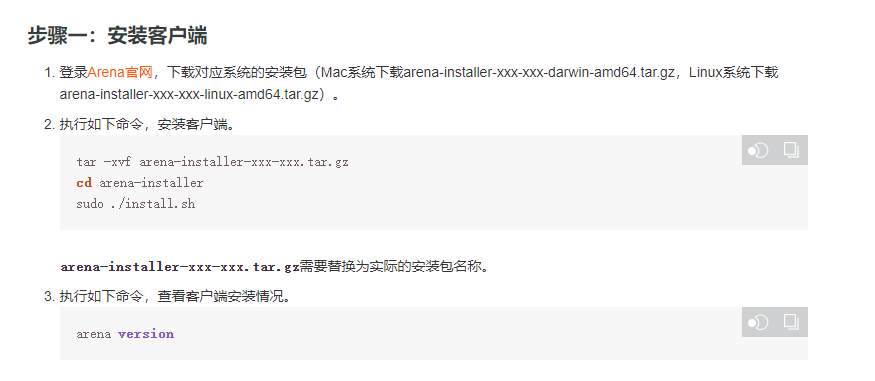 步骤一：安装客户端
1. 登录Arena官网，下载对应系统的安装包（Mac系统下载arena-installer-xxx-xxx-darwin-amd64.tar.gz，Linux系统下载
arena-installer-xxx-xxx-linux-amd64.tar.gz）。
2. 执行如下命令，安装客户端。
tar -xvf arena-installer-xxx-xxx.tar.gz
cd arena-installer
sudo ./install.sh
arena-installer-xxx-xxx.tar.gz需要替换为实际的安装包名称。
3. 执行如下命令，查看客户端安装情况。
arena version